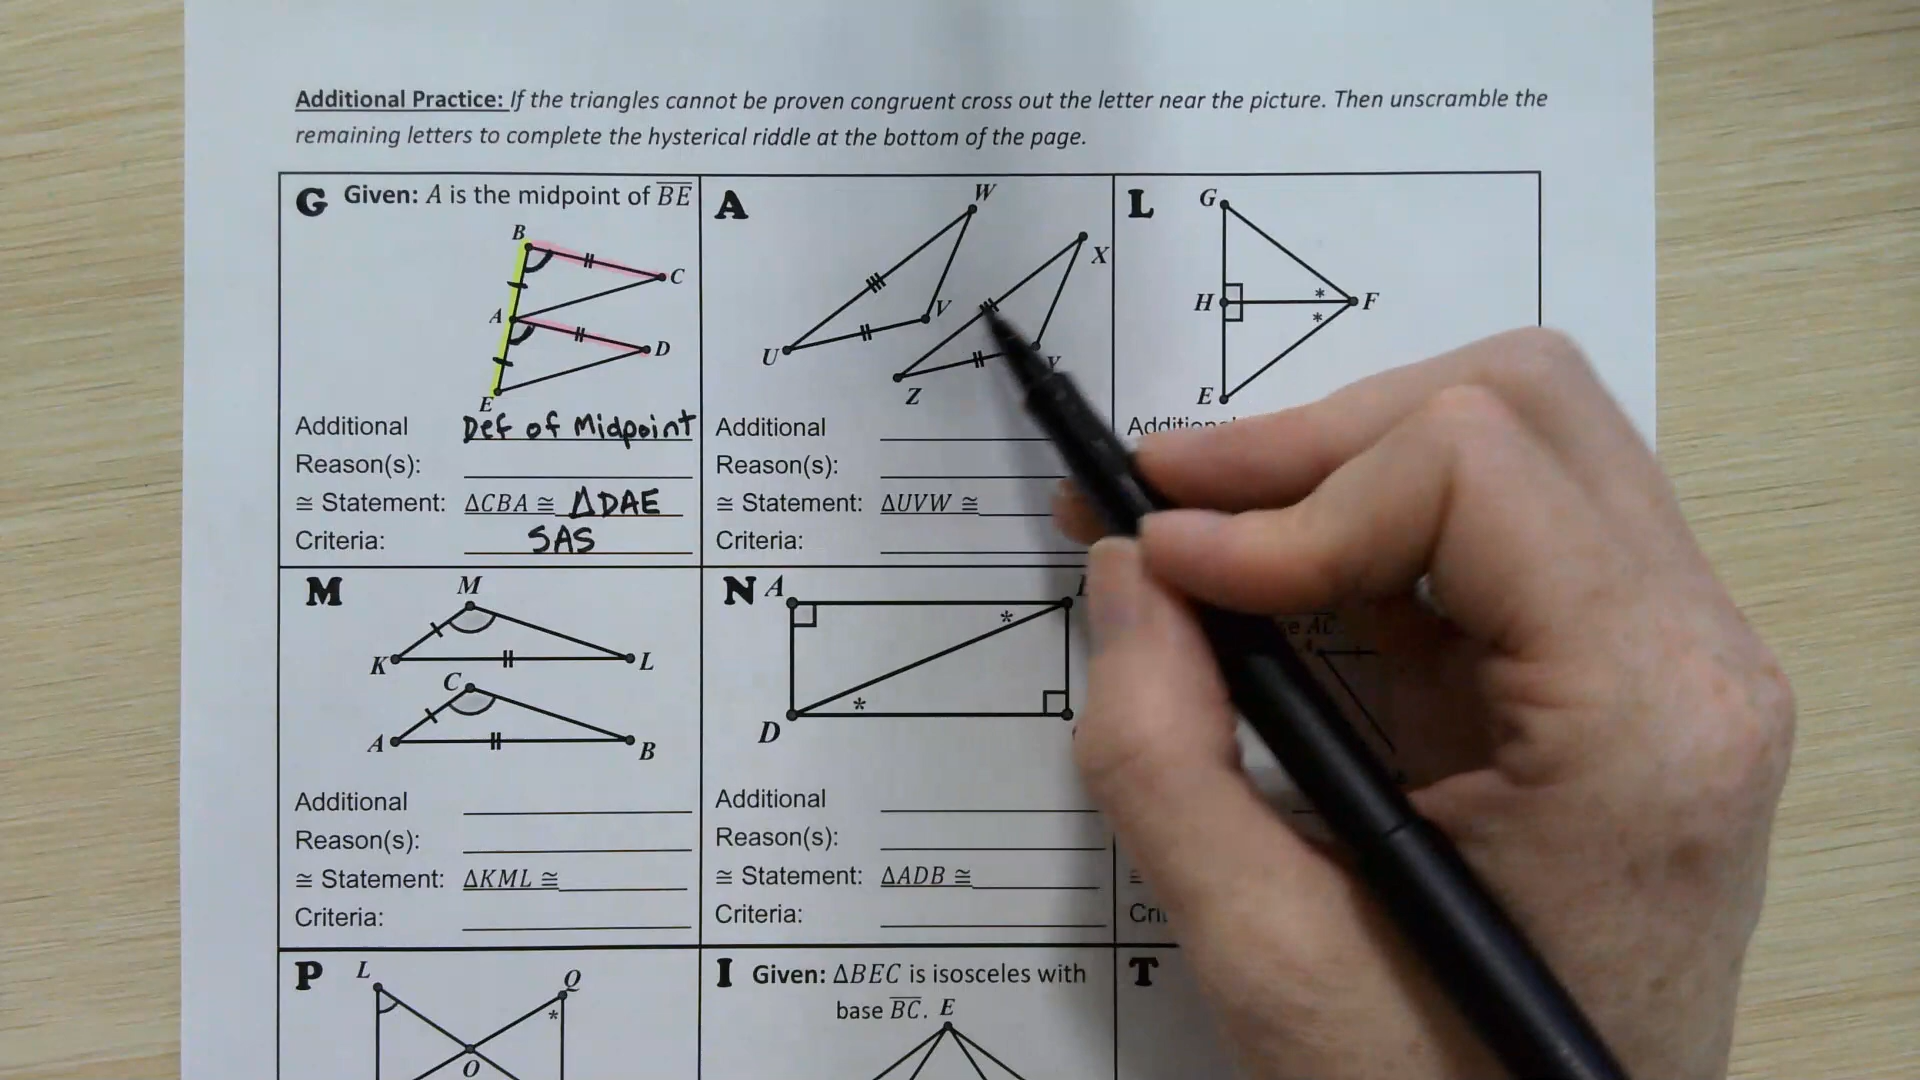 Additional Practice: If the triangles cannot be proven congruent cross out the letter near the picture. Then unscramble the
remaining letters to complete the hysterical riddle at the bottom of the page.
G Given: A is the midpoint of BE
B
C
A
D
E
Additional Def of Midpoint
Reason(s):
≅ Statement: ΔCBA ≅ ΔDAE
Criteria: SAS
A
W
X
V
U
Y
Z
Additional
Reason(s):
≅ Statement: ΔUVW ≅
Criteria:
L
G
H * F
*
E
Additional
M
M
K L
C
A B
Additional
Reason(s):
≅ Statement: ΔKML ≅
Criteria:
N A
*
*
D
Additional
Reason(s):
≅ Statement: ΔADB ≅
Criteria:
AC.
≅
P L Q
*
O
I Given: ΔBEC is isosceles with
base BC. E
T